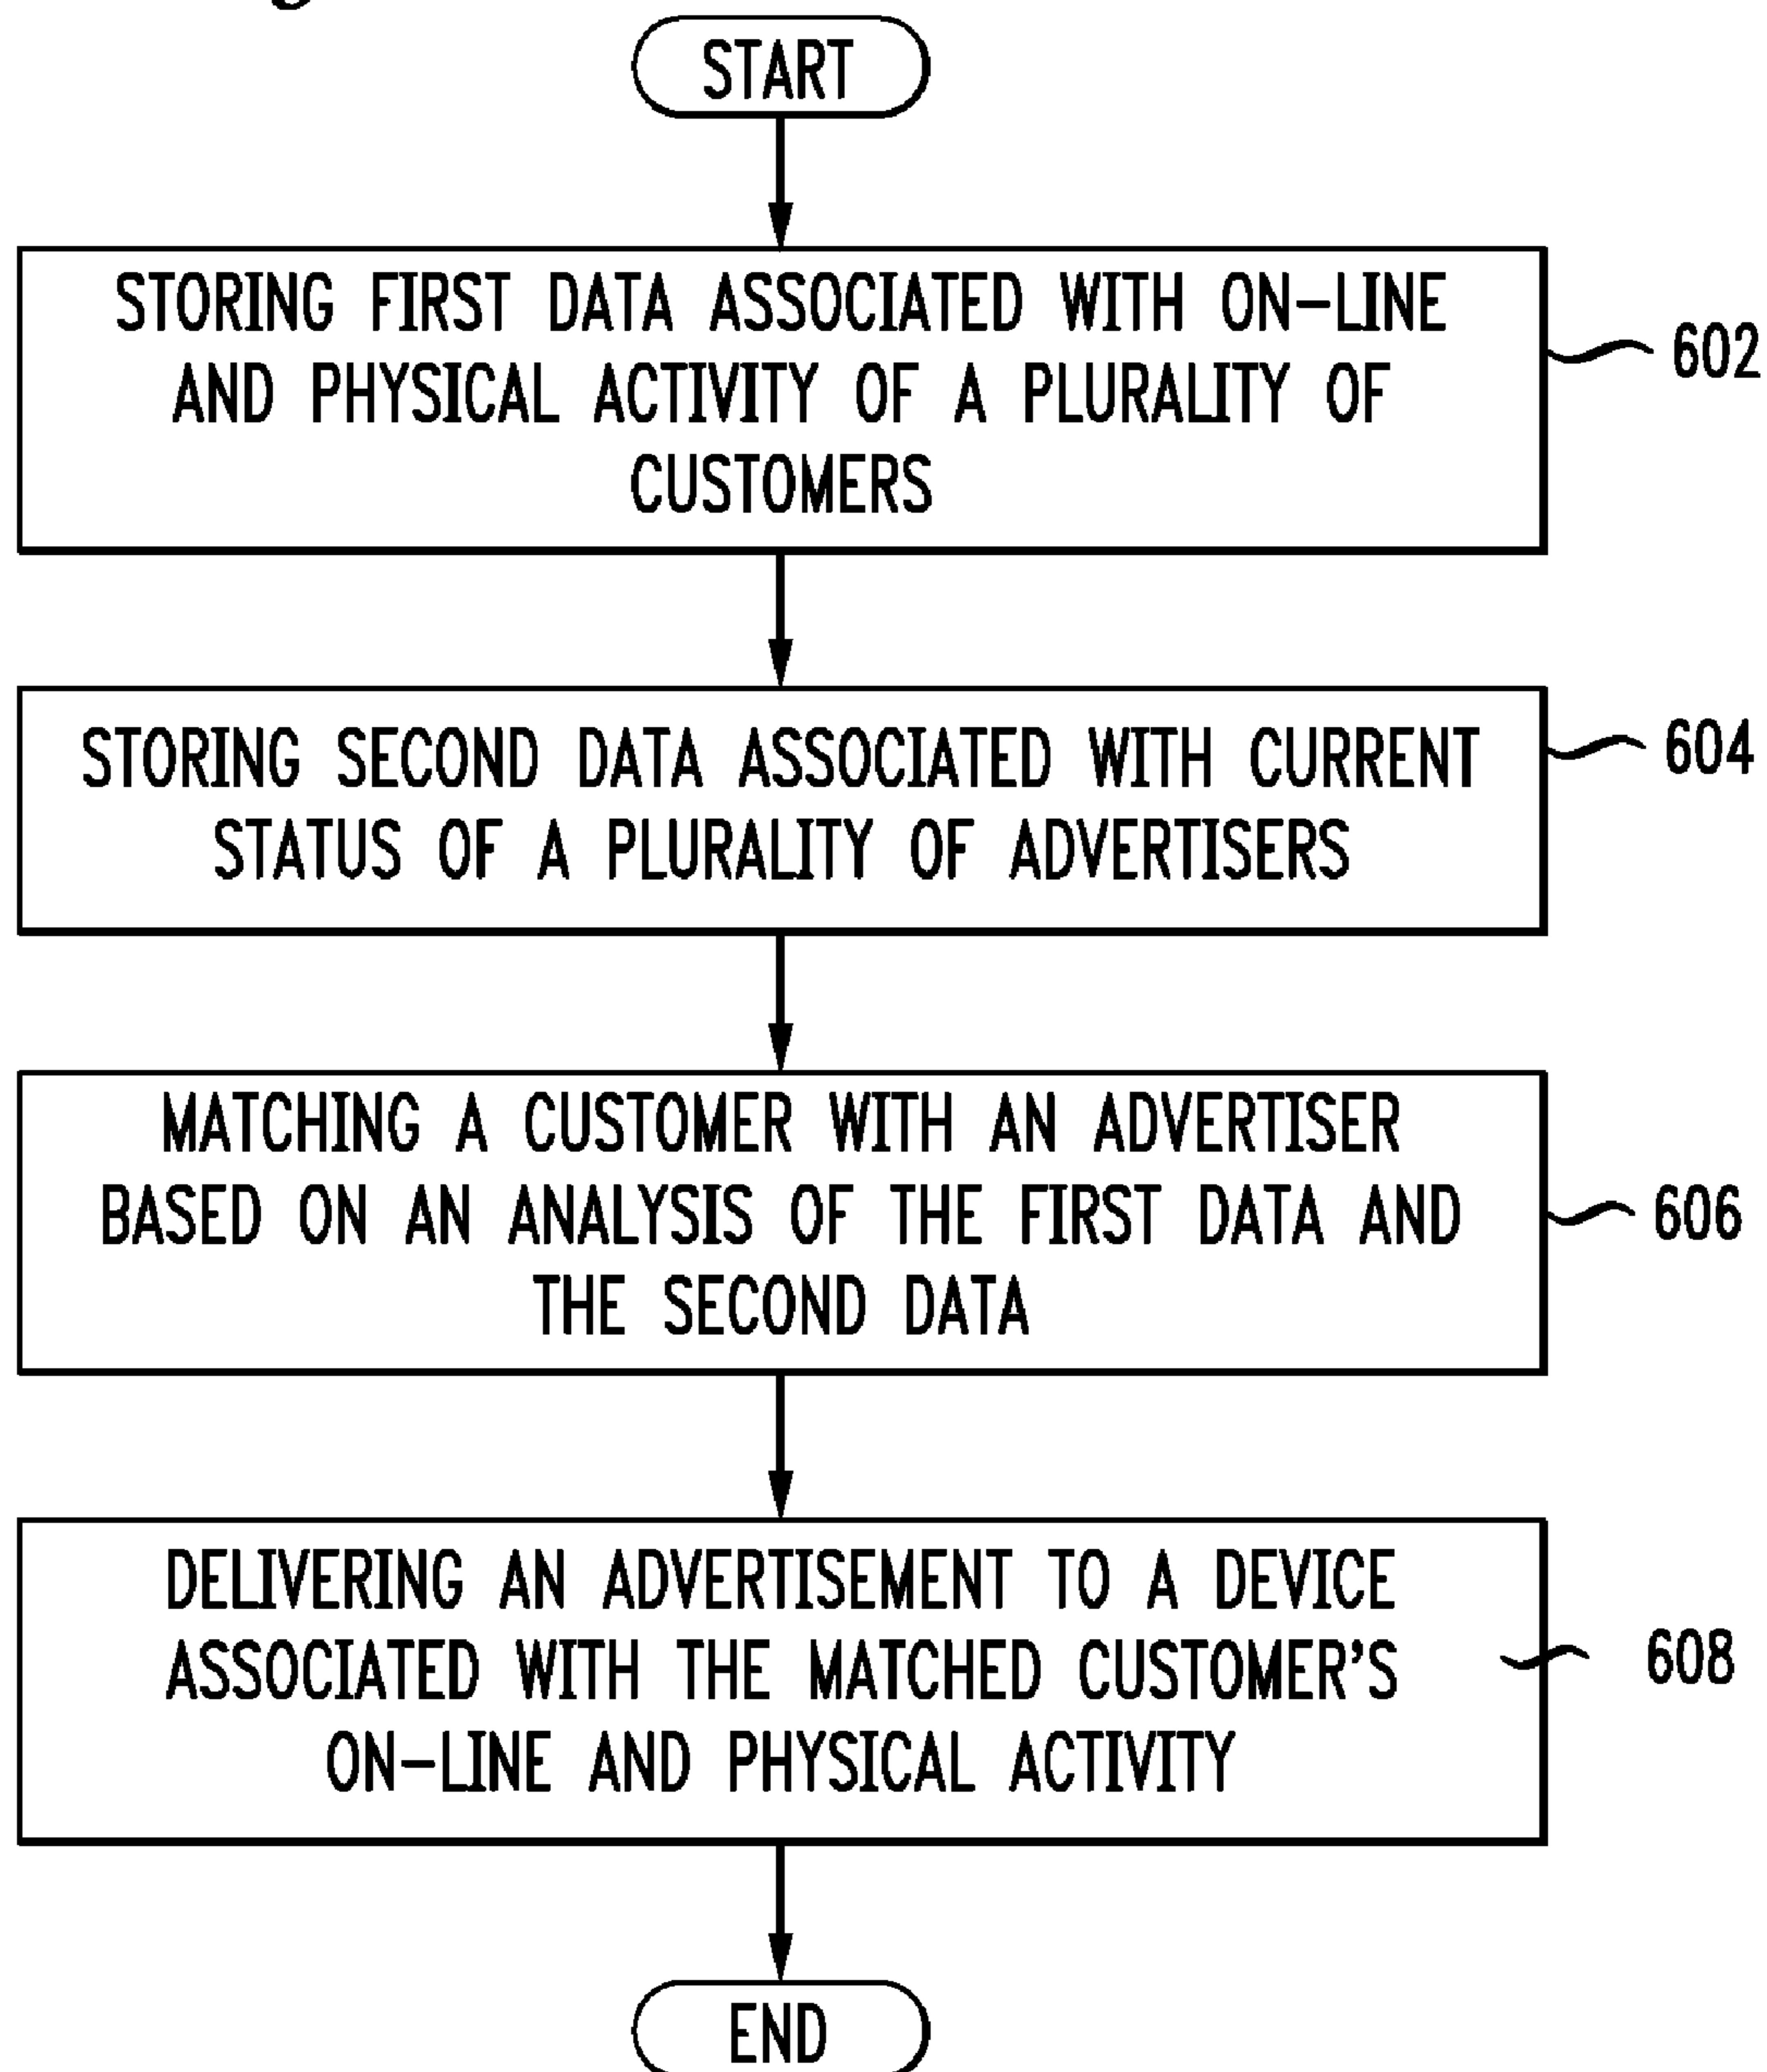 START
STORING FIRST DATA ASSOCIATED WITH ON-LINE
AND PHYSICAL ACTIVITY OF A PLURALITY OF
CUSTOMERS
602
STORING SECOND DATA ASSOCIATED WITH CURRENT
STATUS OF A PLURALITY OF ADVERTISERS
604
MATCHING A CUSTOMER WITH AN ADVERTISER
BASED ON AN ANALYSIS OF THE FIRST DATA AND
THE SECOND DATA
606
DELIVERING AN ADVERTISEMENT TO A DEVICE
ASSOCIATED WITH THE MATCHED CUSTOMER'S
ON-LINE AND PHYSICAL ACTIVITY
608
END